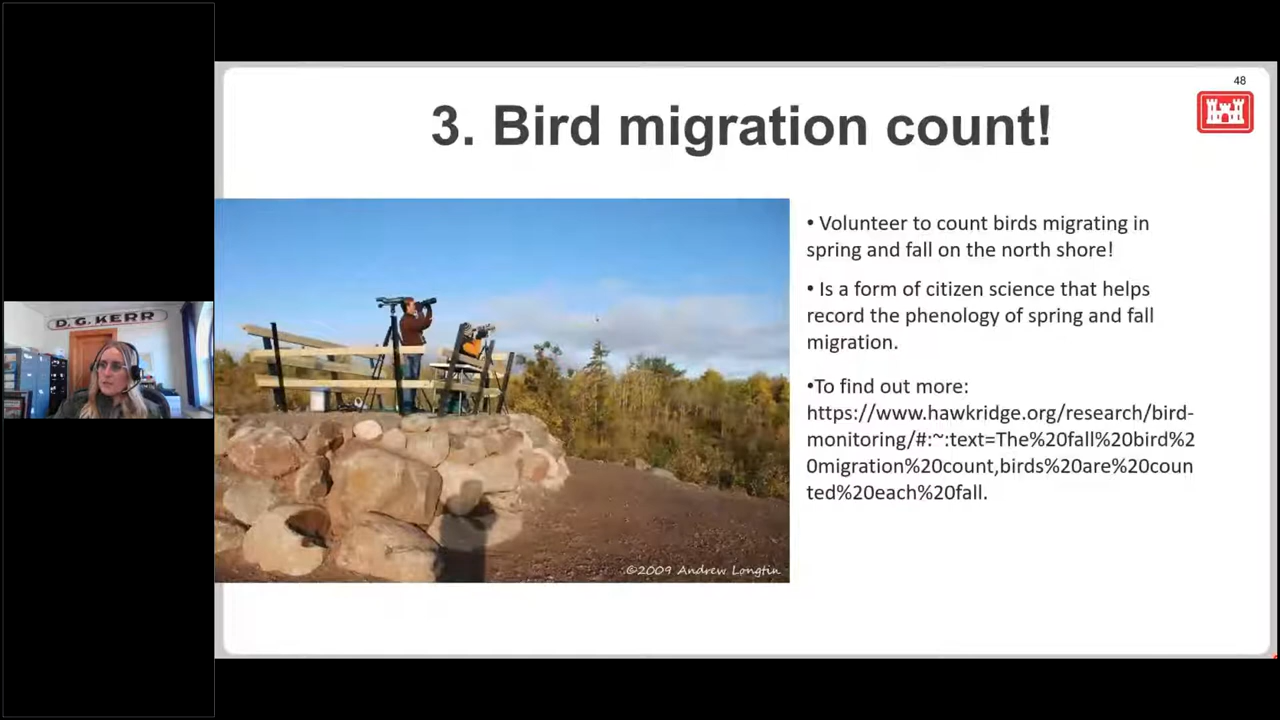 48
3. Bird migration count!
• Volunteer to count birds migrating in
spring and fall on the north shore!
• Is a form of citizen science that helps
record the phenology of spring and fall
migration.
•To find out more:
https://www.hawkridge.org/research/bird-
monitoring/#:~:text=The%20fall%20bird%2
0migration%20count,birds%20are%20coun
ted%20each%20fall.
©2009 Andrew Longtin
D. G. KERR